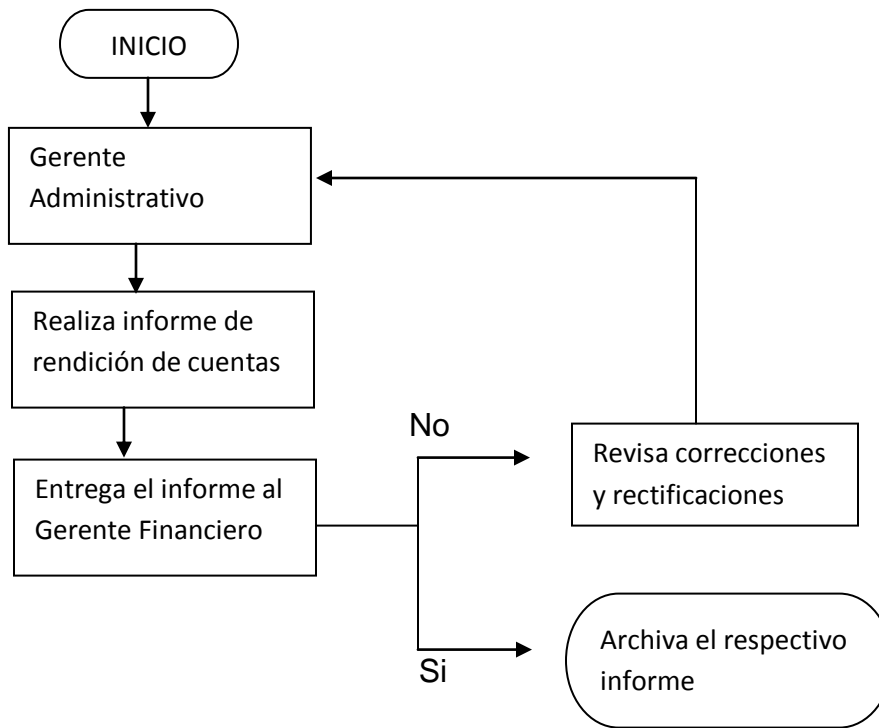 INICIO
Gerente
Administrativo
Realiza informe de
rendición de cuentas
No
Entrega el informe al
Gerente Financiero
Revisa correcciones
y rectificaciones
Si
Archiva el respectivo
informe